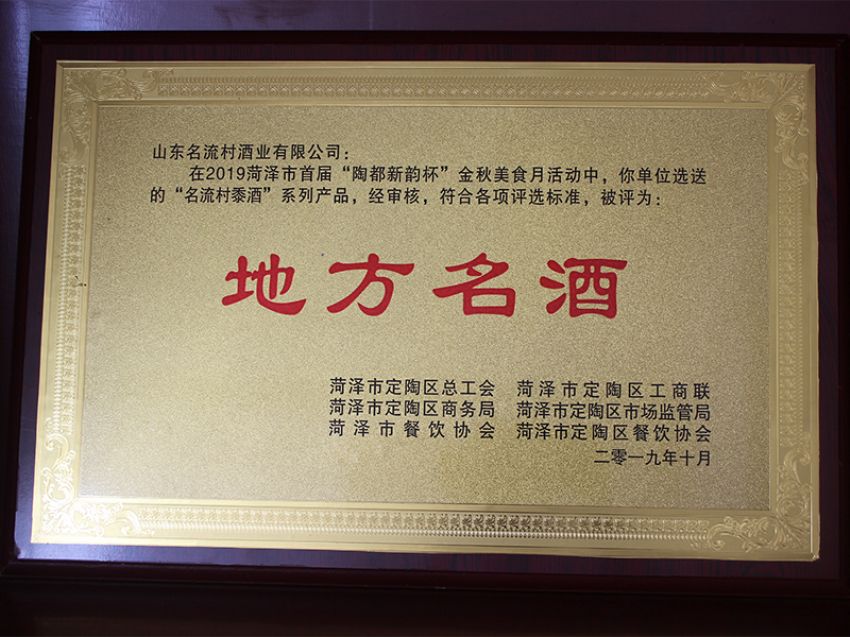 山东名流村酒业有限公司：
在2019菏泽市首届“陶都新韵杯”金秋美食月活动中，你单位选送
的“名流村黍酒”系列产品，经审核，符合各项评选标准，被评为：
地方名酒
菏泽市定陶区总工会 菏泽市定陶区工商联
菏泽市定陶区商务局 菏泽市定陶区市场监管局
菏泽市餐饮协会 菏泽市定陶区餐饮协会
二零一九年十月